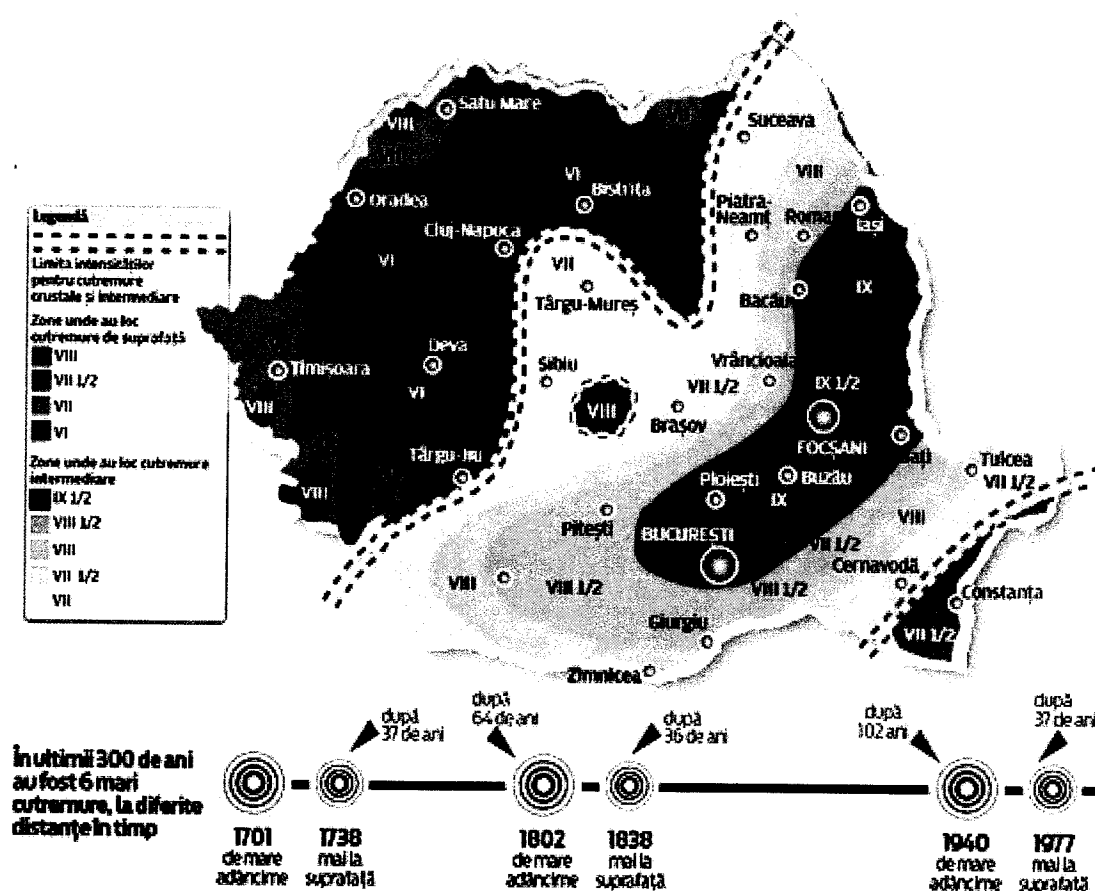 Legendă
Limita intensităților
pentru cutremure
crustale și intermediare
Zone unde au loc
cutremure de suprafață
VIII
VII 1/2
VII
VI
Zone unde au loc cutremure
intermediare
IX 1/2
VIII 1/2
VIII
VII 1/2
VII
Satu Mare
VIII
Suceava
VI
VIII
Bistrița
Oradea
Piatra-
Neamț
Roman
IAȘI
Cluj-Napoca
VI
VII
Târgu-Mureș
IX
Bacău
Deva
Timișoara
Sibiu
Vrâncioaia
VI
VIII
VII 1/2
IX 1/2
VIII
Brașov
FOCȘANI
Târgu-Jiu
Tulcea
VII 1/2
VIII
Ploiești
Buzău
IX
Pitești
VIII
BUCUREȘTI
VII 1/2
Cernavodă
VIII
VIII 1/2
VIII 1/2
Constanța
Giurgiu
VII 1/2
Zimnicea
În ultimii 300 de ani
au fost 6 mari
cutremure, la diferite
distanțe în timp
după
37 de ani
după
64 de ani
după
36 de ani
după
102 ani
după
37 de ani
1701
de mare
adâncime
1738
mai la
suprafață
1802
de mare
adâncime
1838
mai la
suprafață
1940
de mare
adâncime
1977
mai la
suprafață